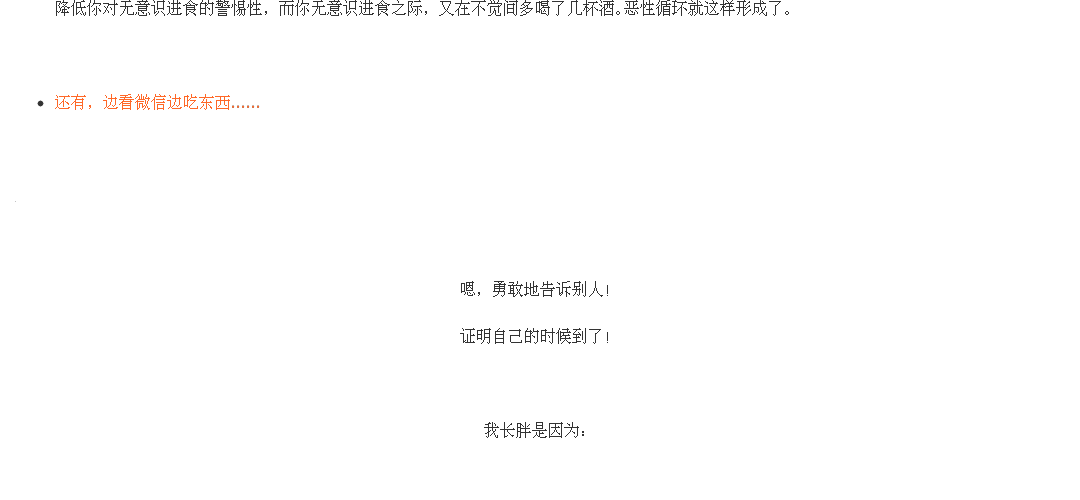 降低你对无意识进食的警惕性，而你无意识进食之际，又在不觉间多喝了几杯酒。恶性循环就这样形成了。
还有，边看微信边吃东西......
嗯，勇敢地告诉别人！
证明自己的时候到了！
我长胖是因为：